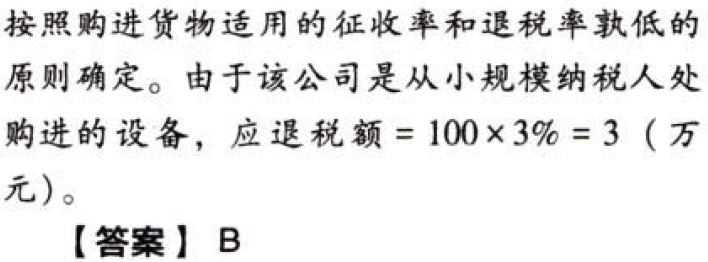 按照购进货物适用的征收率和退税率孰低的
原则确定。由于该公司是从小规模纳税人处
购进的设备，应退税额 = 100 × 3% = 3（万
元）。
【答案】 B